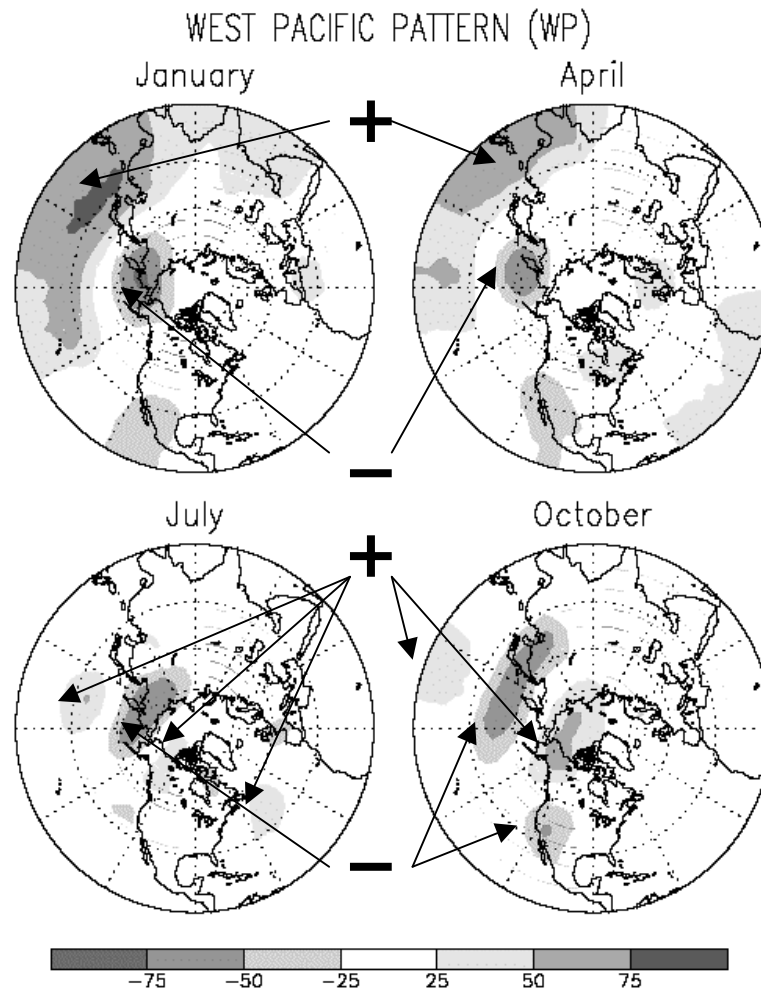 WEST PACIFIC PATTERN (WP)
January April
+
−
July October
+
−
−75 −50 −25 25 50 75